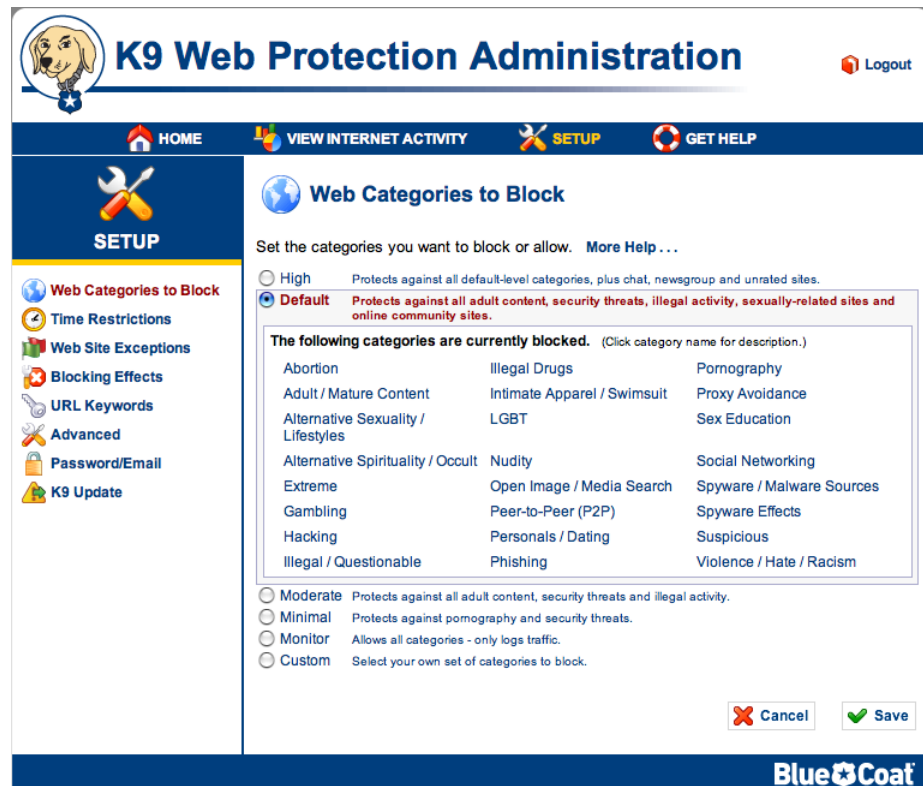 K9 Web Protection Administration
Logout
HOME
VIEW INTERNET ACTIVITY
SETUP
GET HELP
SETUP
Web Categories to Block
Time Restrictions
Web Site Exceptions
Blocking Effects
URL Keywords
Advanced
Password/Email
K9 Update
Web Categories to Block
Set the categories you want to block or allow. More Help . . .
High Protects against all default-level categories, plus chat, newsgroup and unrated sites.
Default Protects against all adult content, security threats, illegal activity, sexually-related sites and
online community sites.
The following categories are currently blocked. (Click category name for description.)
Abortion Illegal Drugs Pornography
Adult / Mature Content Intimate Apparel / Swimsuit Proxy Avoidance
Alternative Sexuality / LGBT Sex Education
Lifestyles
Alternative Spirituality / Occult Nudity Social Networking
Extreme Open Image / Media Search Spyware / Malware Sources
Gambling Peer-to-Peer (P2P) Spyware Effects
Hacking Personals / Dating Suspicious
Illegal / Questionable Phishing Violence / Hate / Racism
Moderate Protects against all adult content, security threats and illegal activity.
Minimal Protects against pornography and security threats.
Monitor Allows all categories - only logs traffic.
Custom Select your own set of categories to block.
Cancel
Save
Blue Coat